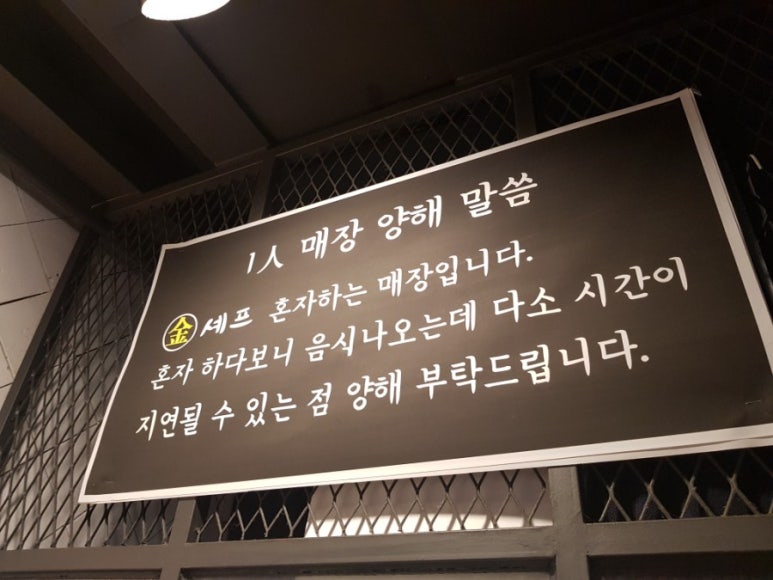 1人 매장 양해 말씀
金셰프 혼자하는 매장입니다.
혼자 하다보니 음식나오는데 다소 시간이
지연될 수 있는 점 양해 부탁드립니다.